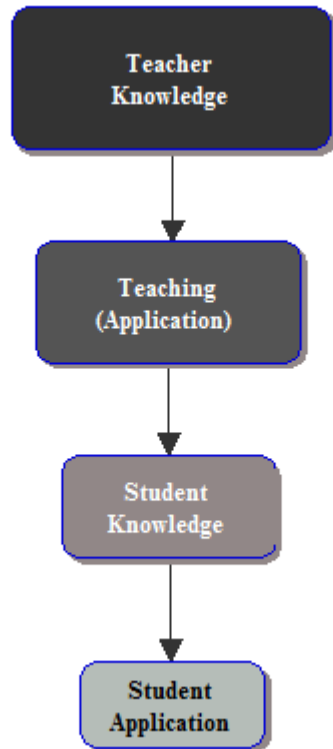 Teacher
Knowledge
Teaching
(Application)
Student
Knowledge
Student
Application